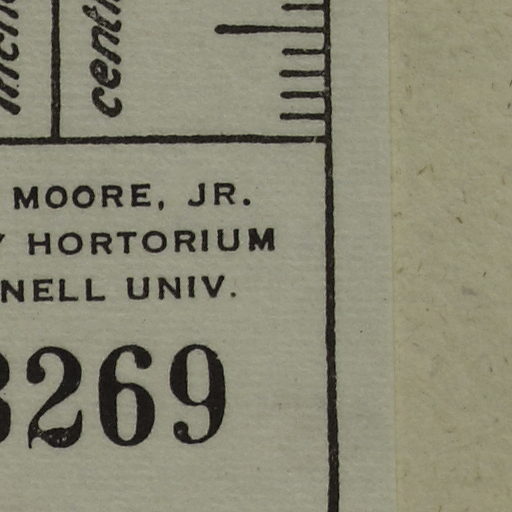 centi
MOORE, JR.
Y HORTORIUM
NELL UNIV.
3269